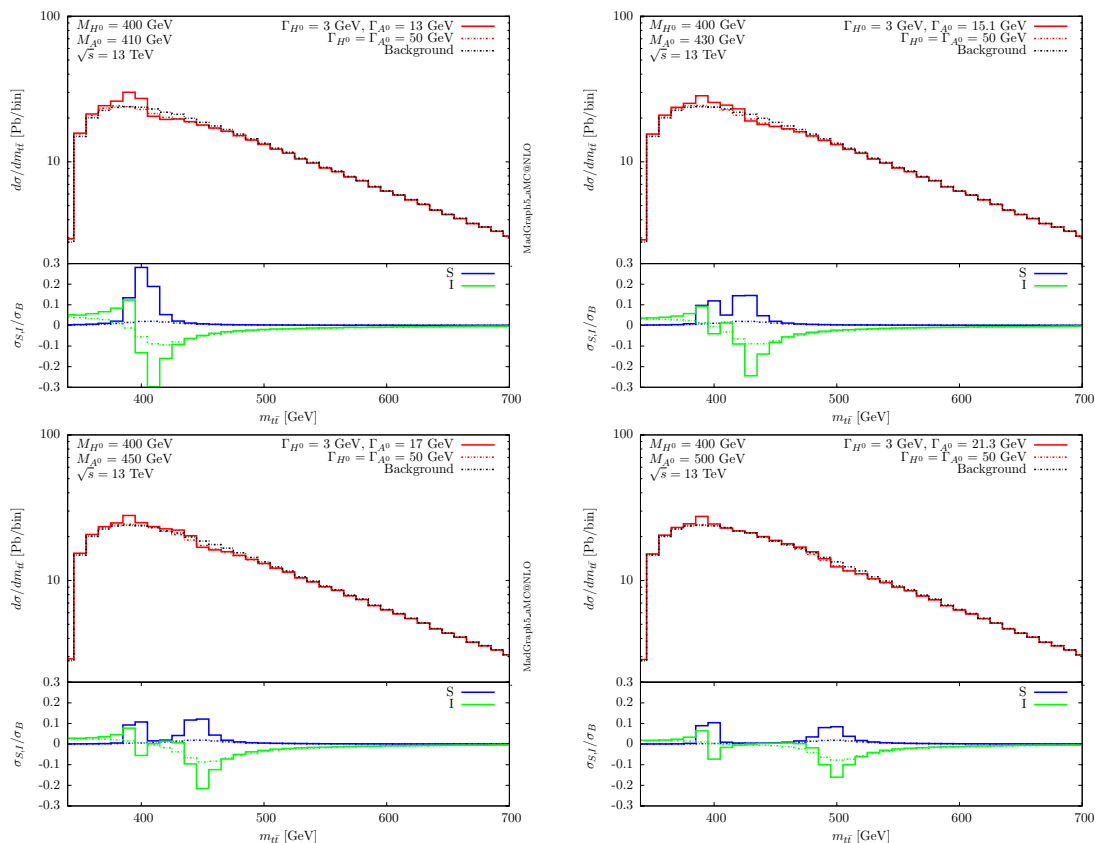 M_{H^0} = 400 GeV
M_{A^0} = 410 GeV
√s = 13 TeV
Γ_{H^0} = 3 GeV, Γ_{A^0} = 13 GeV
Γ_{H^0} = Γ_{A^0} = 50 GeV
Background
100
10
dσ/dm_{tt̄} [Pb/bin]
MadGraph5_aMC@NLO
S
I
0.3
0.2
0.1
0
-0.1
-0.2
-0.3
σ_{S,I}/σ_B
400
500
600
700
m_{tt̄} [GeV]
M_{H^0} = 400 GeV
M_{A^0} = 430 GeV
√s = 13 TeV
Γ_{H^0} = 3 GeV, Γ_{A^0} = 15.1 GeV
Γ_{H^0} = Γ_{A^0} = 50 GeV
Background
100
10
dσ/dm_{tt̄} [Pb/bin]
S
I
0.3
0.2
0.1
0
-0.1
-0.2
-0.3
σ_{S,I}/σ_B
400
500
600
700
m_{tt̄} [GeV]
M_{H^0} = 400 GeV
M_{A^0} = 450 GeV
√s = 13 TeV
Γ_{H^0} = 3 GeV, Γ_{A^0} = 17 GeV
Γ_{H^0} = Γ_{A^0} = 50 GeV
Background
100
10
dσ/dm_{tt̄} [Pb/bin]
MadGraph5_aMC@NLO
S
I
0.3
0.2
0.1
0
-0.1
-0.2
-0.3
σ_{S,I}/σ_B
400
500
600
700
m_{tt̄} [GeV]
M_{H^0} = 400 GeV
M_{A^0} = 500 GeV
√s = 13 TeV
Γ_{H^0} = 3 GeV, Γ_{A^0} = 21.3 GeV
Γ_{H^0} = Γ_{A^0} = 50 GeV
Background
100
10
dσ/dm_{tt̄} [Pb/bin]
S
I
0.3
0.2
0.1
0
-0.1
-0.2
-0.3
σ_{S,I}/σ_B
400
500
600
700
m_{tt̄} [GeV]